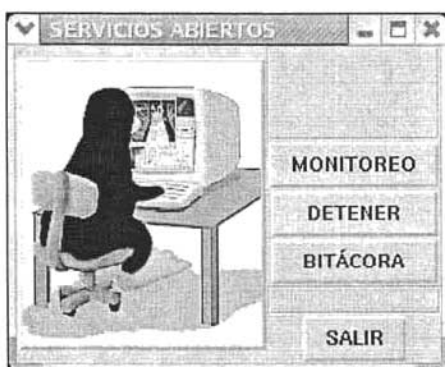 SERVICIOS ABIERTOS
MONITOREO
DETENER
BITÁCORA
SALIR